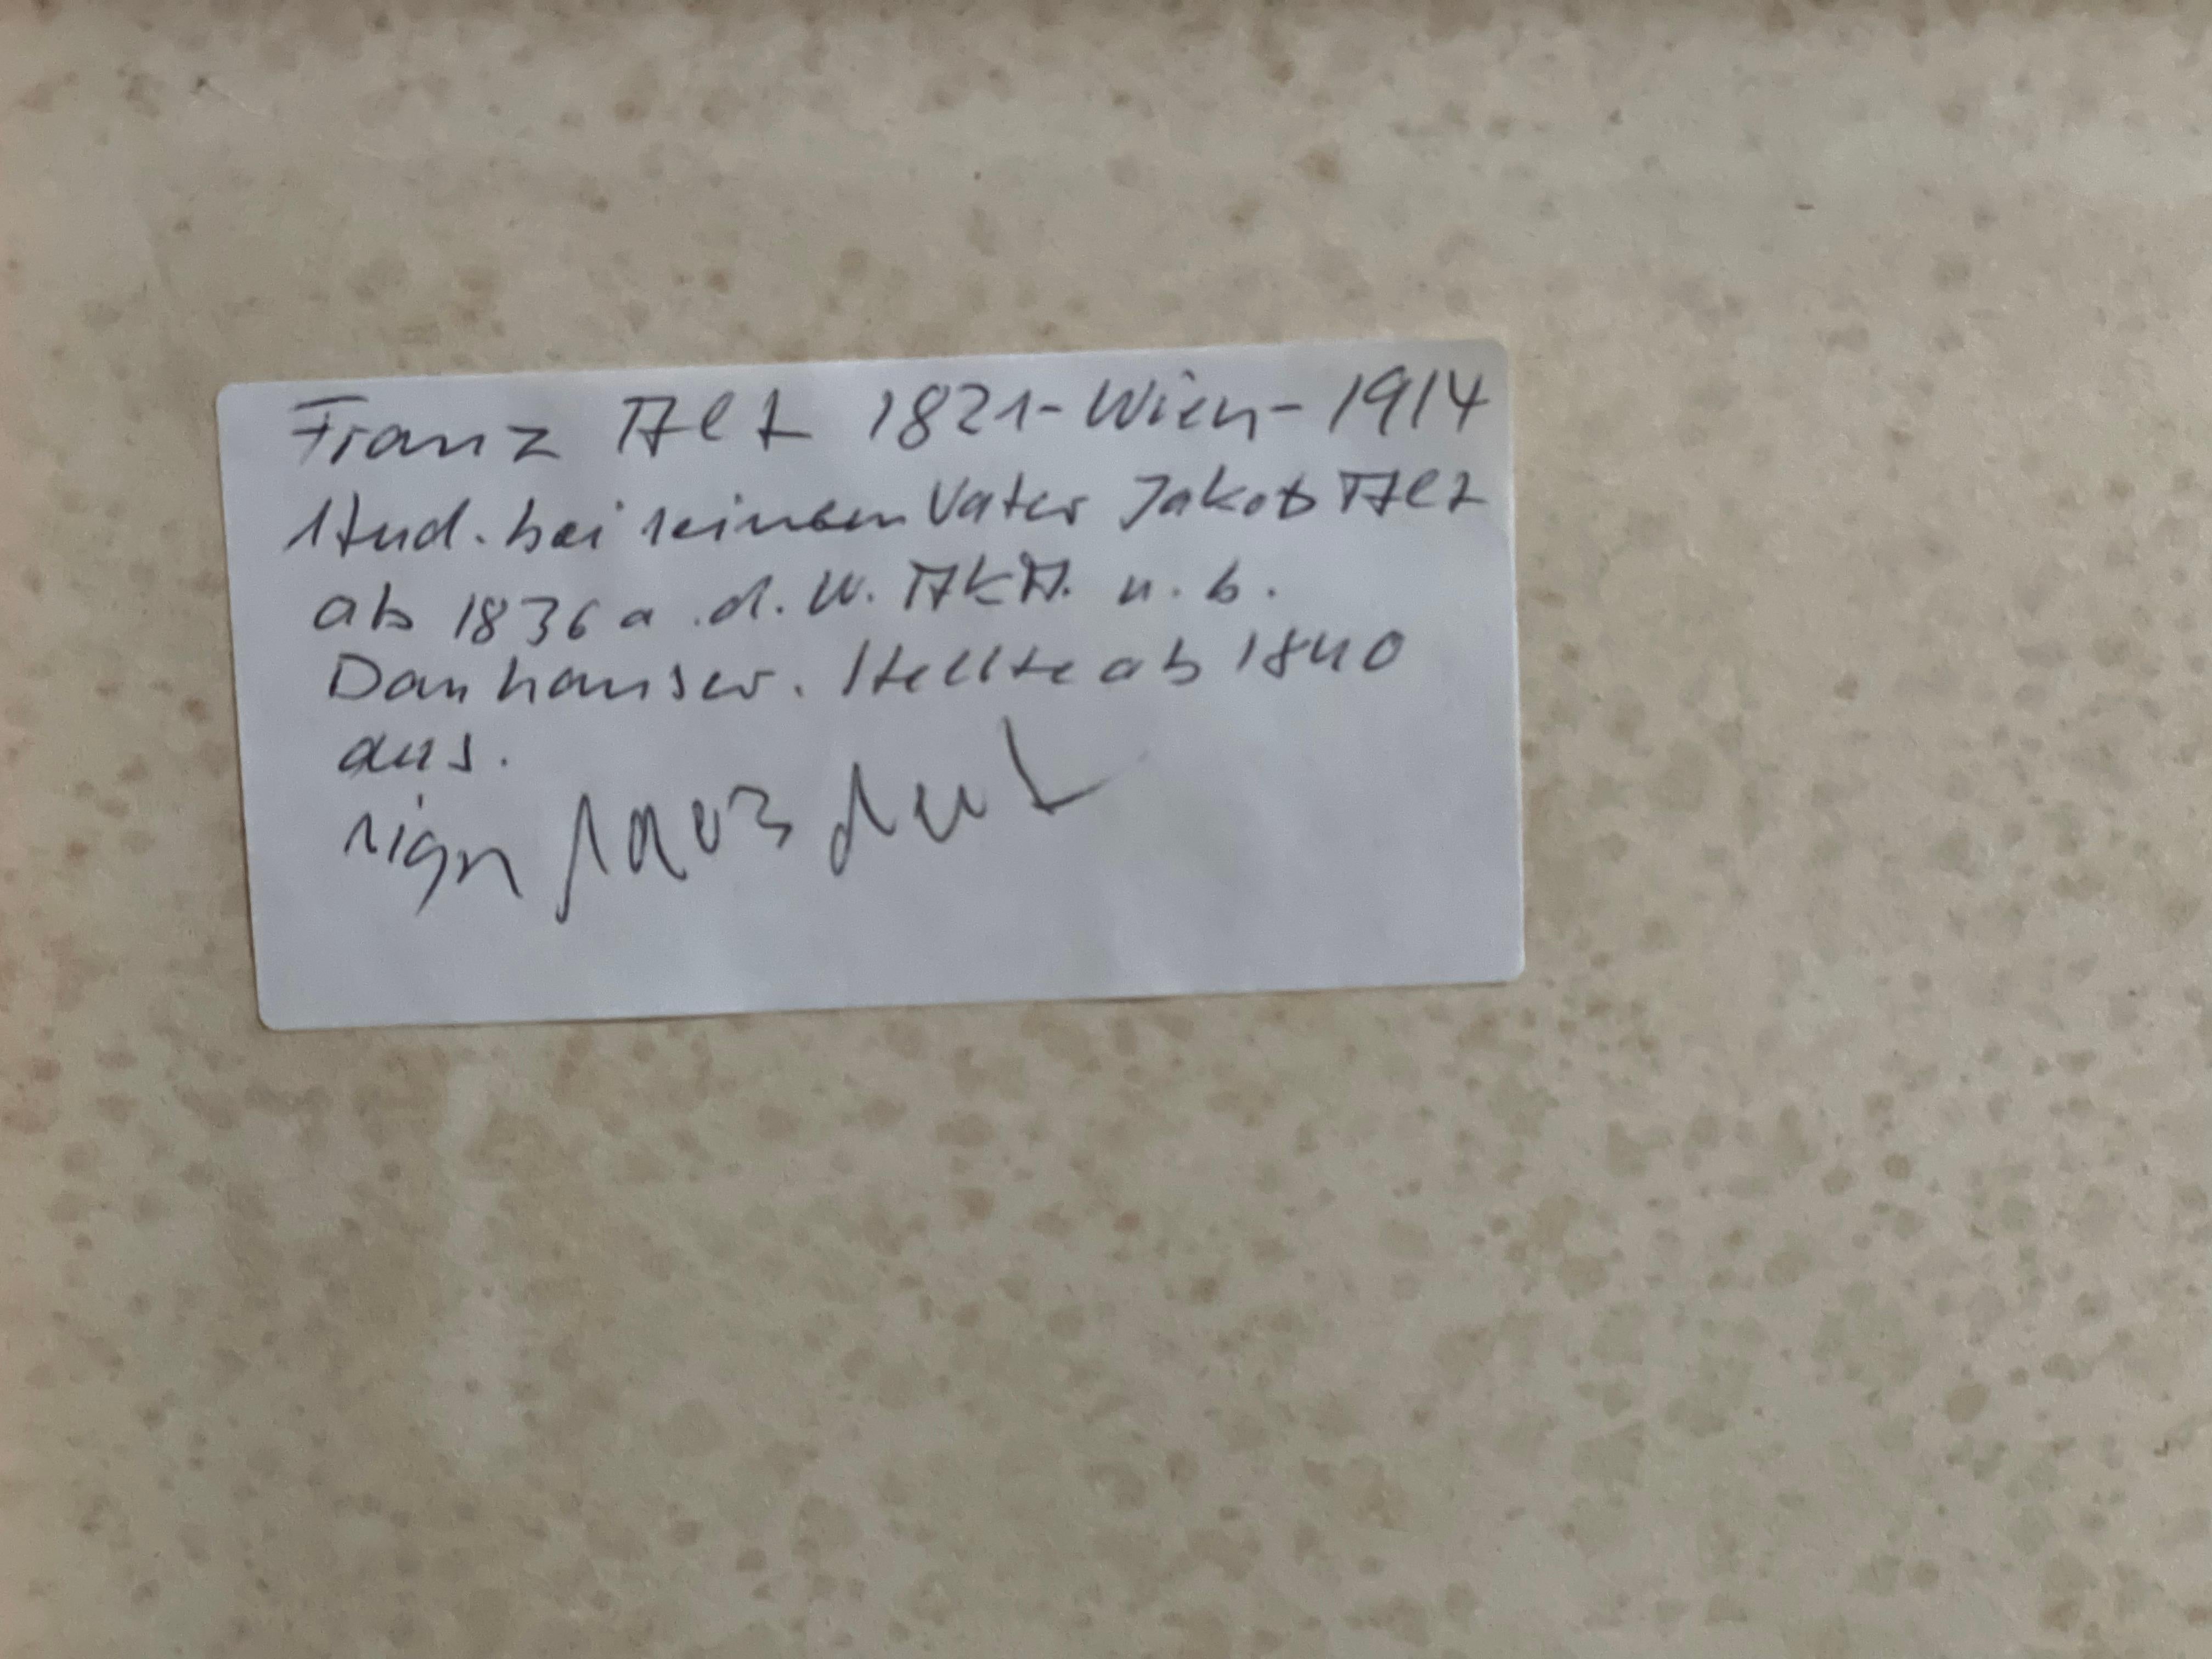 Franz Alt 1821-Wien-1914
stud. bei seinem Vater Jakob Alt
ab 1836 a.d.W. AKA. u. b.
Danhauser. stellte ab 1840
aus.
sign